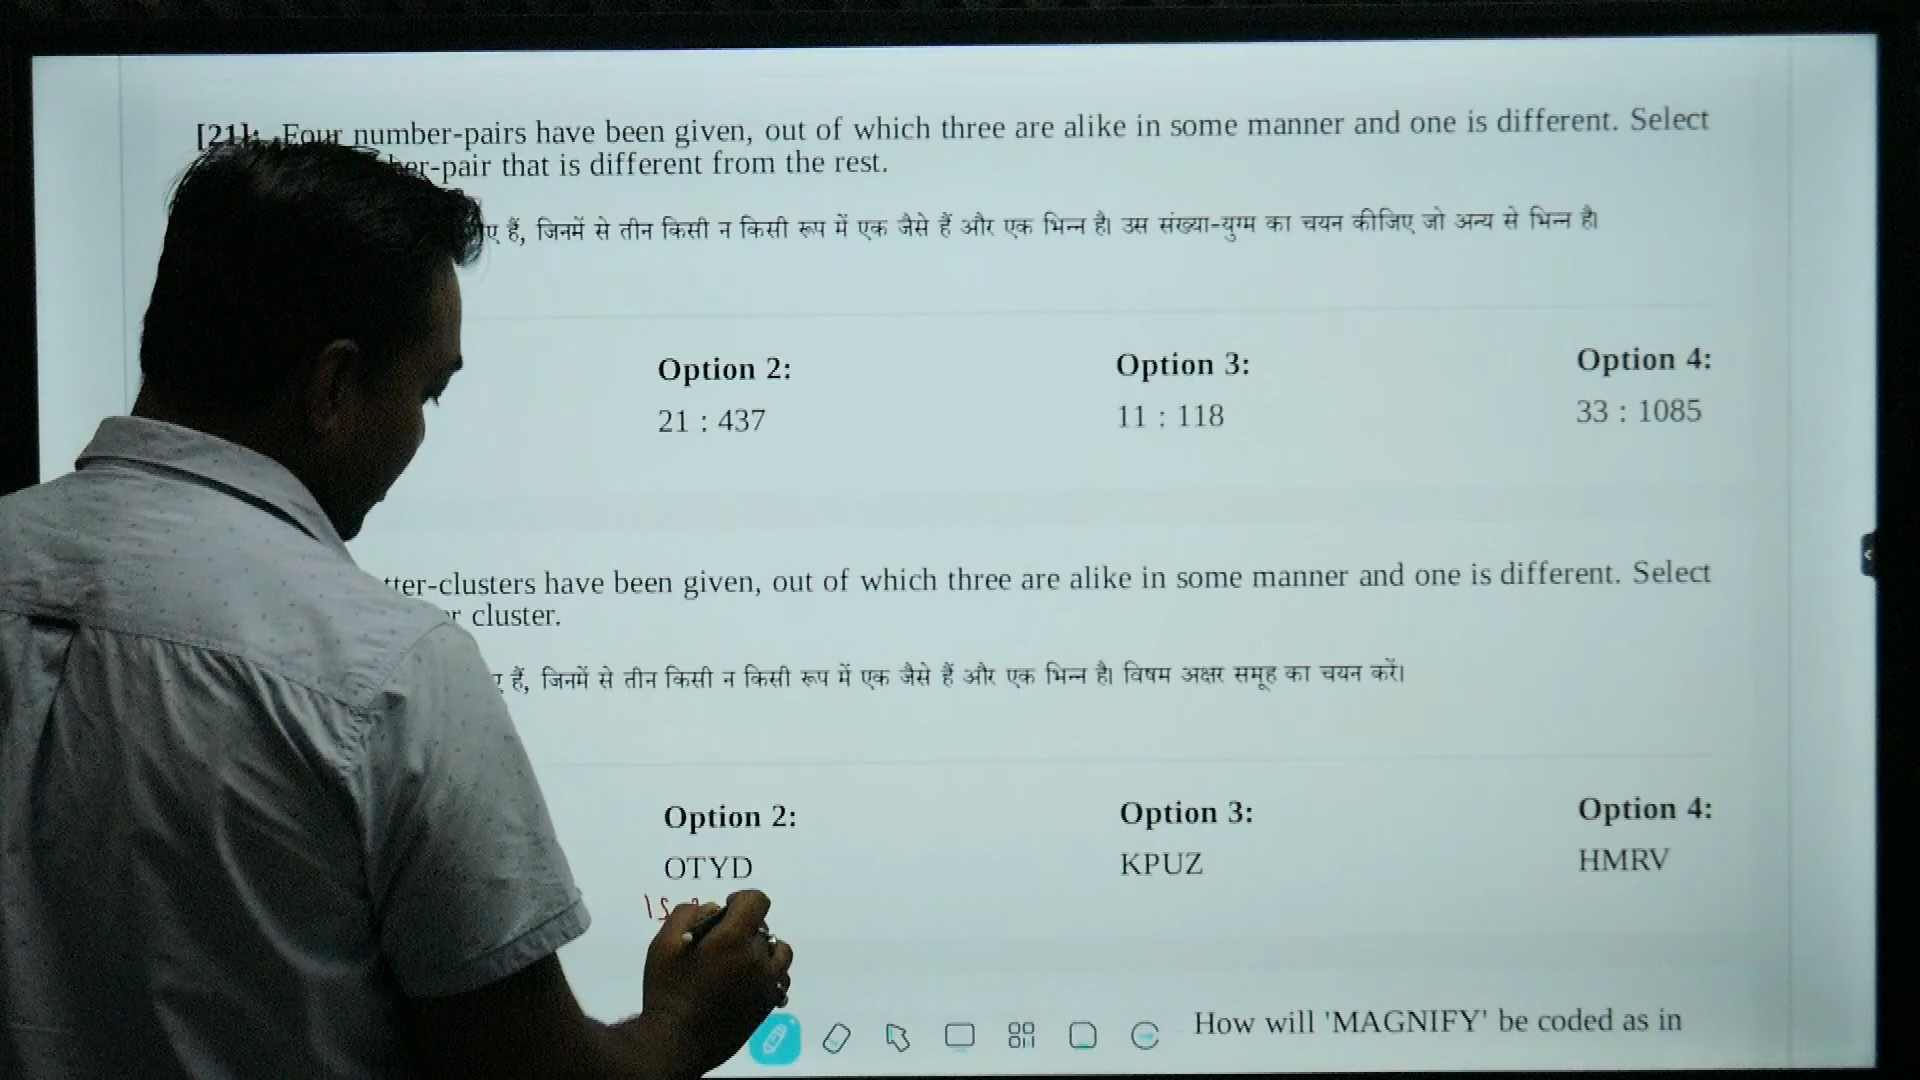 [21]: Four number-pairs have been given, out of which three are alike in some manner and one is different. Select
-pair that is different from the rest.
हैं, जिनमें से तीन किसी न किसी रूप में एक जैसे हैं और एक भिन्न है। उस संख्या-युग्म का चयन कीजिए जो अन्य से भिन्न है।
Option 2: Option 3: Option 4:
21 : 437 11 : 118 33 : 1085
-clusters have been given, out of which three are alike in some manner and one is different. Select
cluster.
हैं, जिनमें से तीन किसी न किसी रूप में एक जैसे हैं और एक भिन्न है। विषम अक्षर समूह का चयन करें।
Option 2: Option 3: Option 4:
OTYD KPUZ HMRV
15
How will 'MAGNIFY' be coded as in